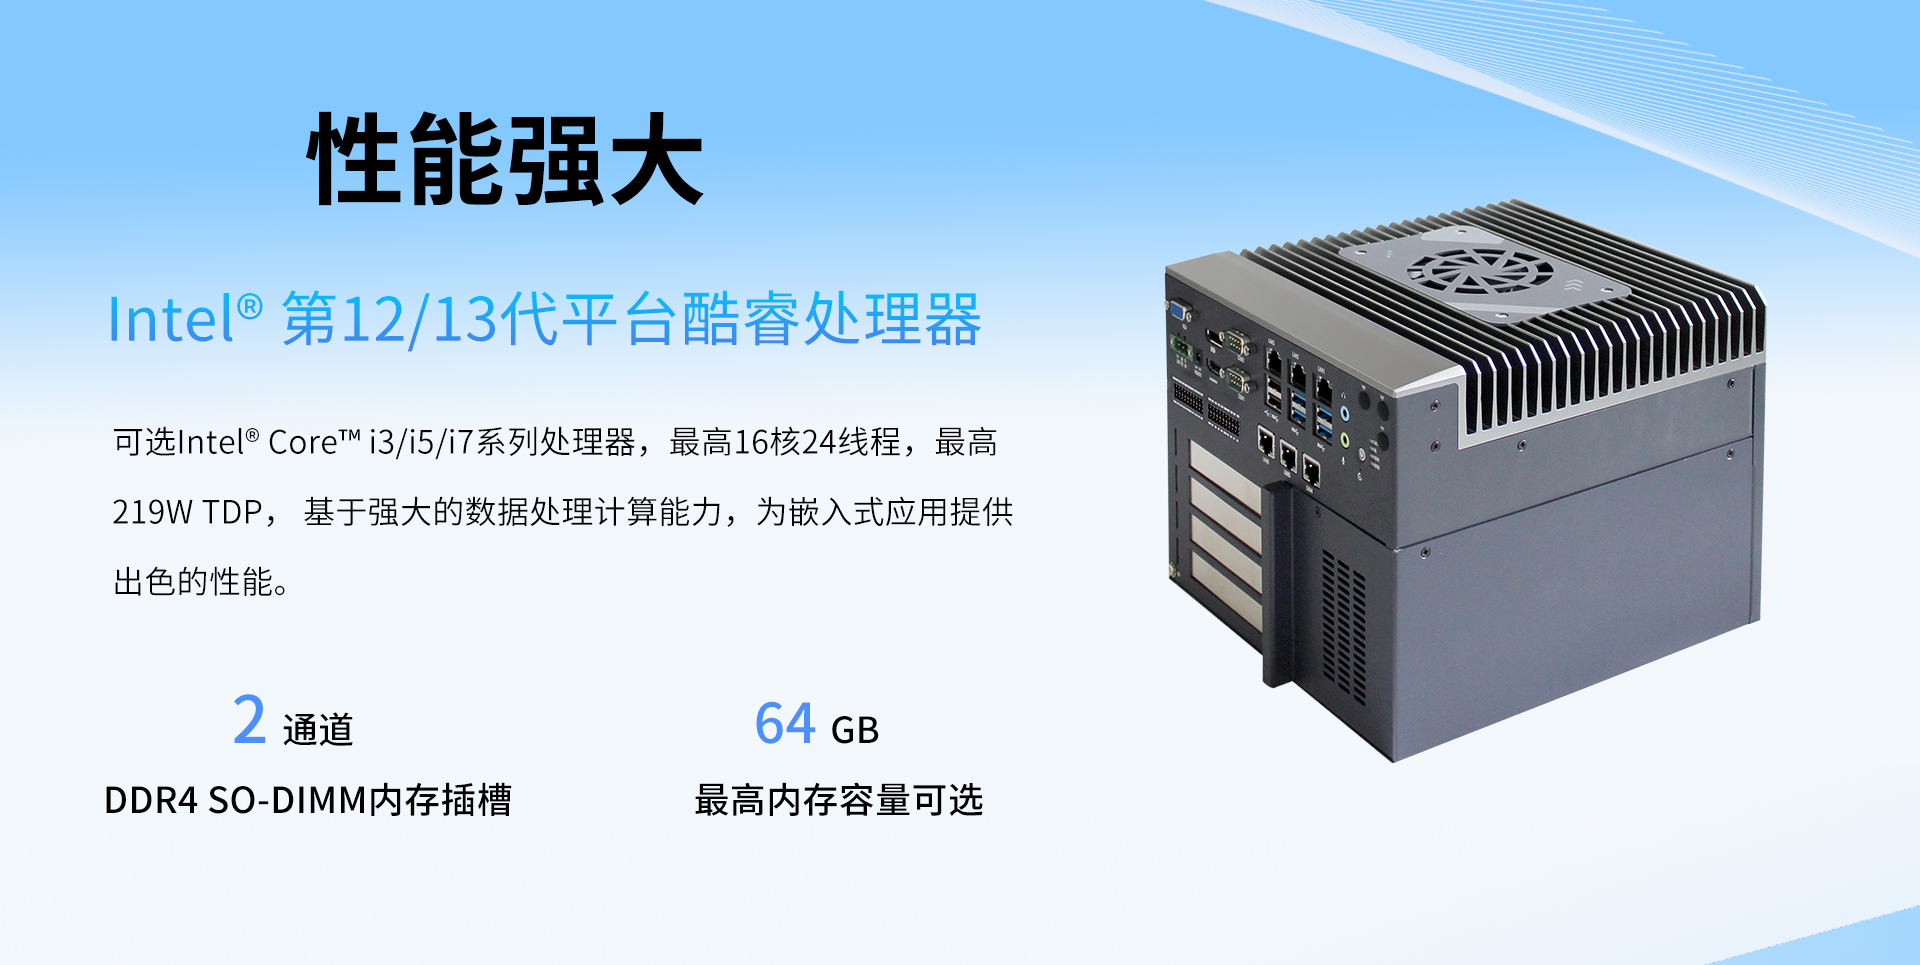 性能强大
Intel® 第12/13代平台酷睿处理器
可选Intel® Core™ i3/i5/i7系列处理器，最高16核24线程，最高
219W TDP， 基于强大的数据处理计算能力，为嵌入式应用提供
出色的性能。
2 通道
DDR4 SO-DIMM内存插槽
64 GB
最高内存容量可选